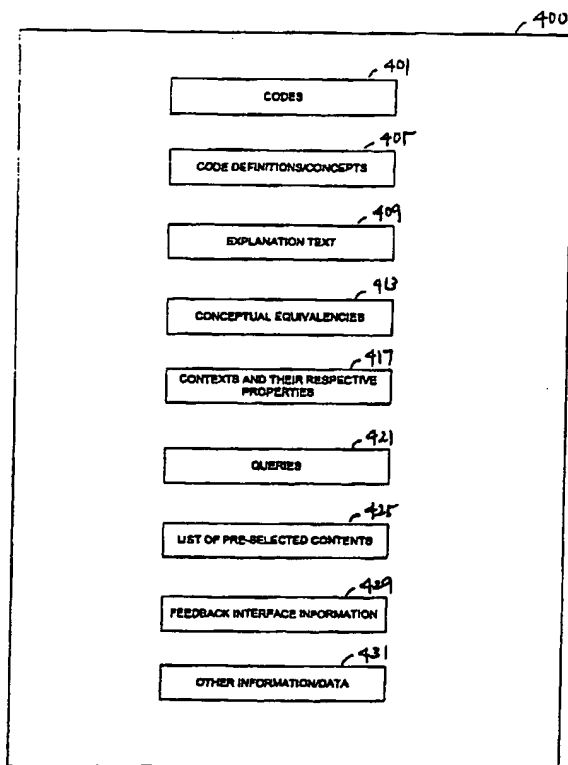 400
401
CODES
405
CODE DEFINITIONS/CONCEPTS
409
EXPLANATION TEXT
413
CONCEPTUAL EQUIVALENCIES
417
CONTEXTS AND THEIR RESPECTIVE
PROPERTIES
421
QUERIES
425
LIST OF PRE-SELECTED CONTENTS
429
FEEDBACK INTERFACE INFORMATION
431
OTHER INFORMATION/DATA